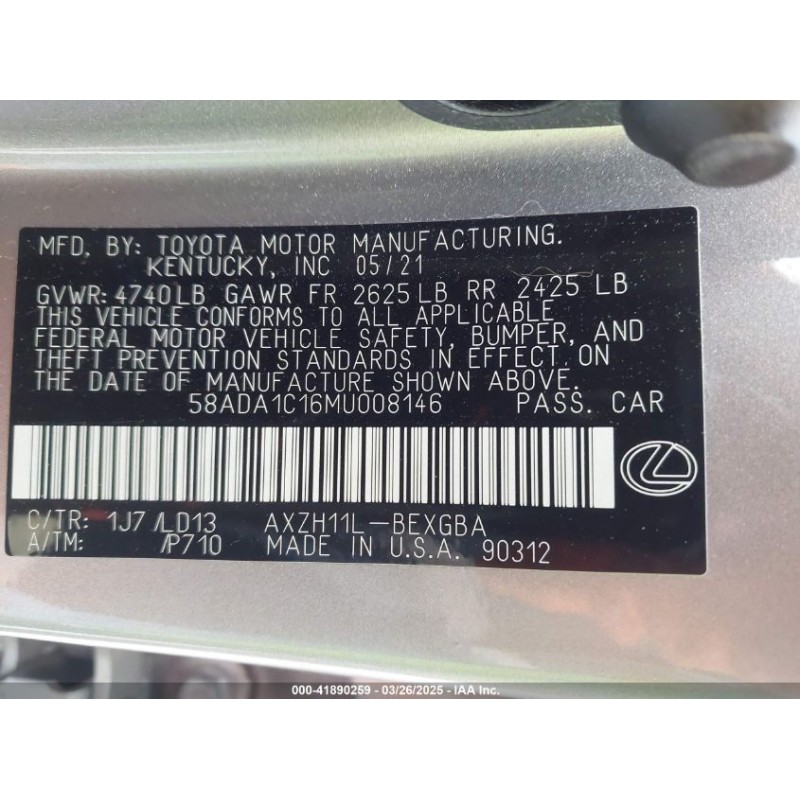 MFD. BY: TOYOTA MOTOR MANUFACTURING.
KENTUCKY, INC 05/21
GVWR: 4740LB GAWR FR 2625LB RR 2425 LB
THIS VEHICLE CONFORMS TO ALL APPLICABLE
FEDERAL MOTOR VEHICLE SAFETY, BUMPER, AND
THEFT PREVENTION STANDARDS IN EFFECT ON
THE DATE OF MANUFACTURE SHOWN ABOVE.
58ADA1C16MU008146 PASS. CAR
C/TR: 1J7 /LD13 AXZH11L-BEXGBA
A/TM: /P710 MADE IN U.S.A. 90312
000-41890259 - 03/26/2025 - IAA Inc.